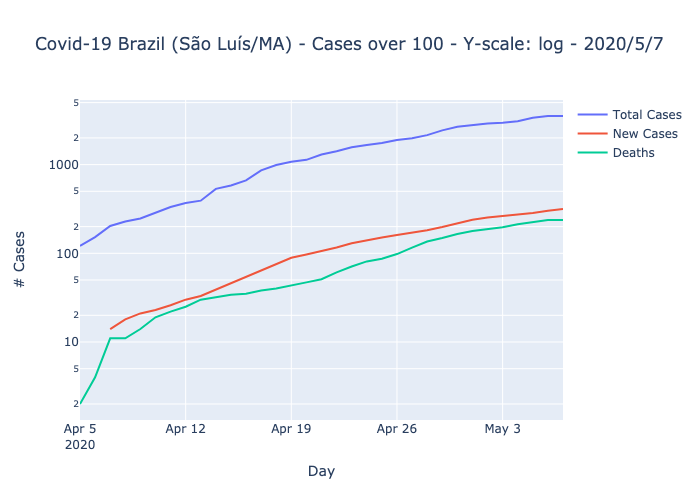 Covid-19 Brazil (São Luís/MA) - Cases over 100 - Y-scale: log - 2020/5/7
Total Cases
New Cases
Deaths
5
2
1000
5
2
100
5
2
10
5
2
# Cases
Apr 5
2020
Apr 12
Apr 19
Apr 26
May 3
Day